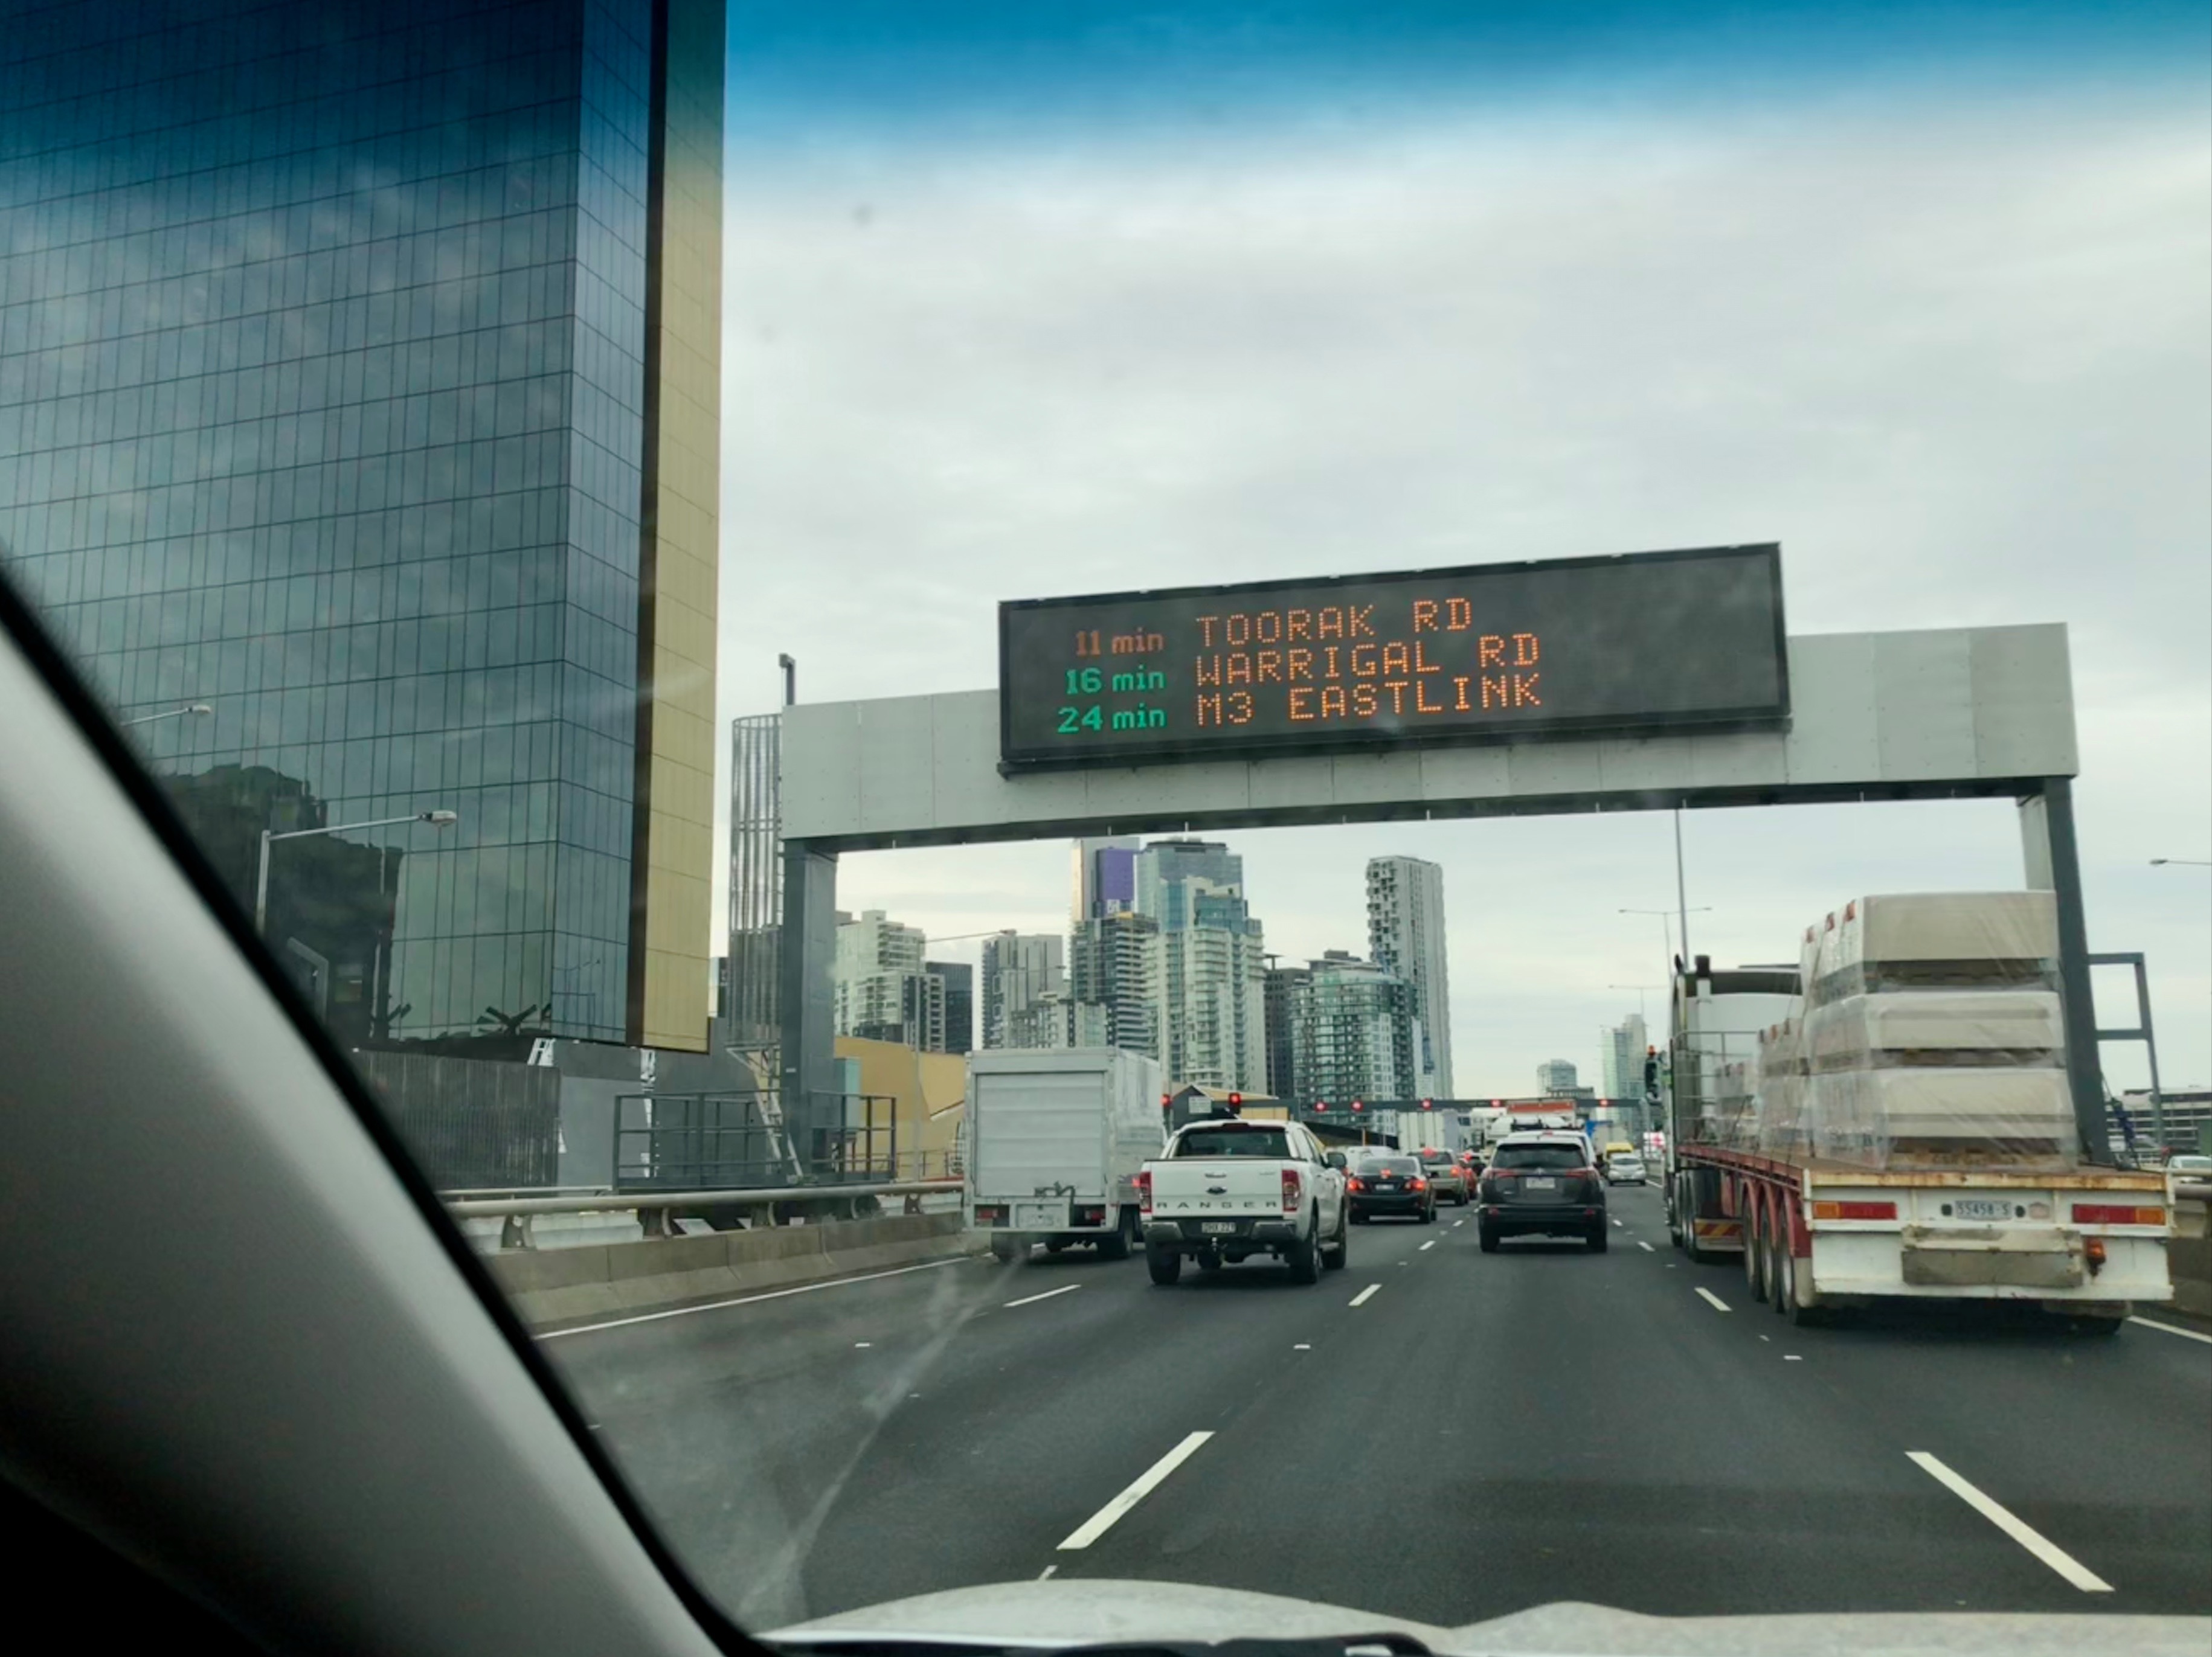 11 min TOORAK RD
16 min WARRIGAL RD
24 min M3 EASTLINK
RANGER